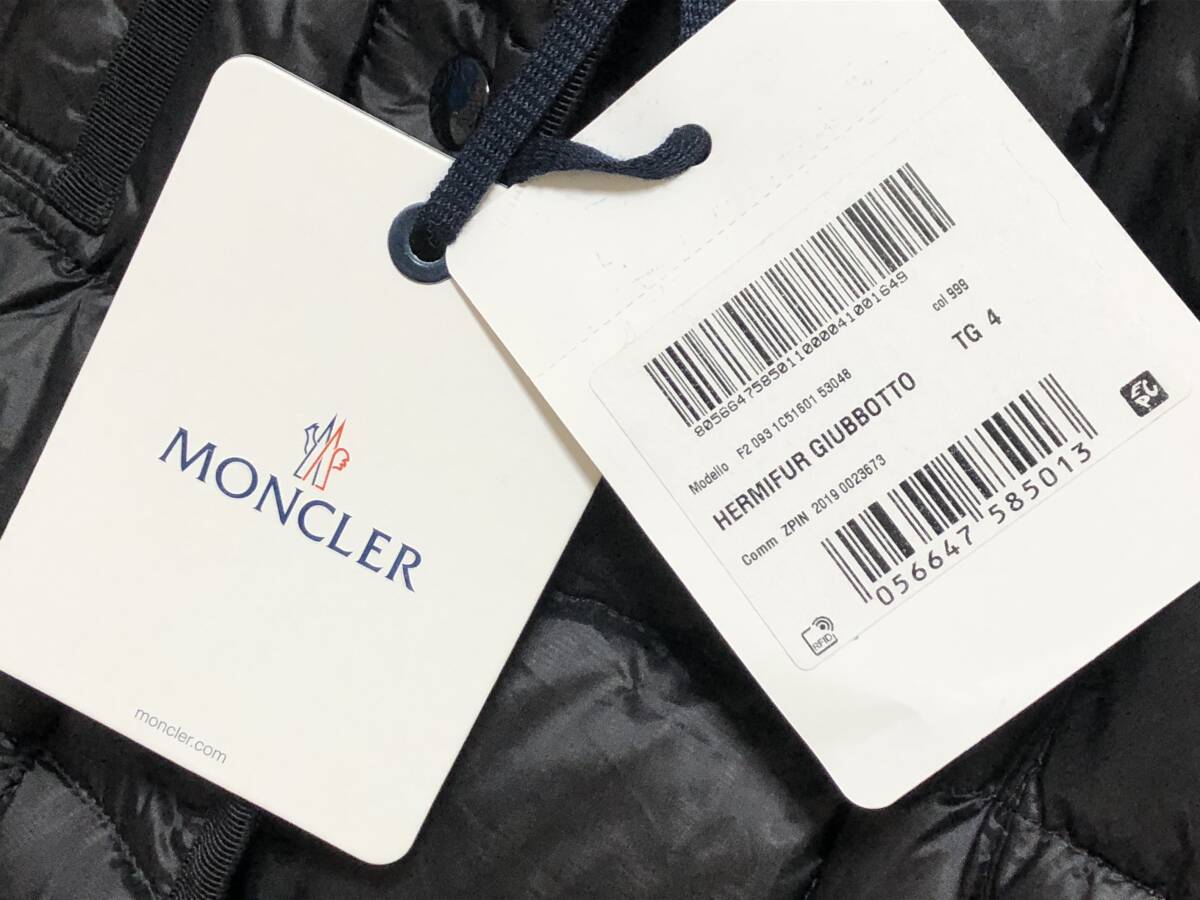 MONCLER
moncler.com
8056647585011000041001649
Modello F2 093 1C51601 53048 col 999
HERMIFUR GIUBBOTTO TG 4
Comm ZPIN 2019 0023673
056647 585013
RFID
EPC